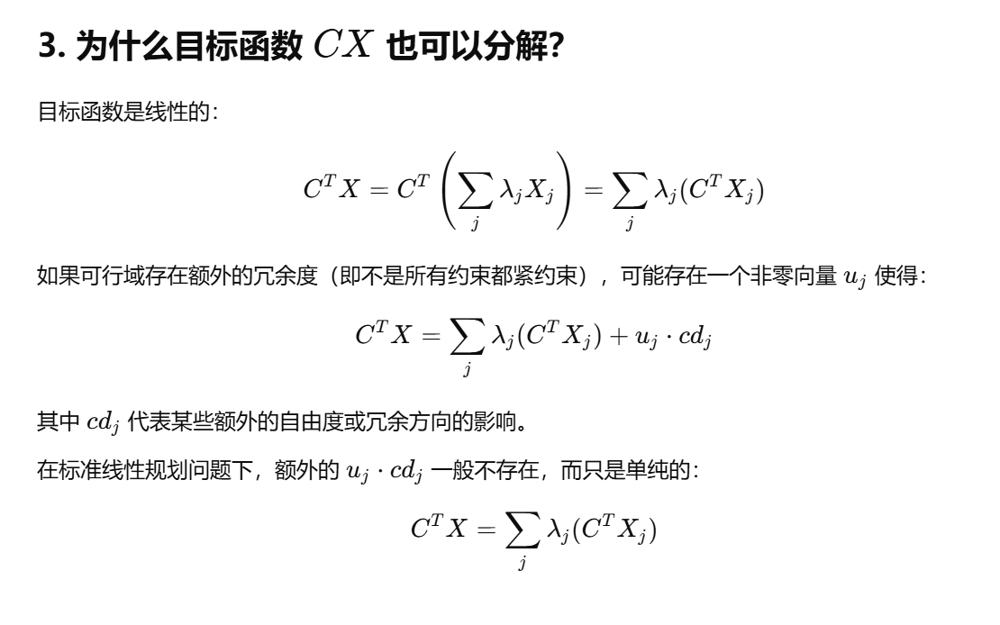 3. 为什么目标函数 CX 也可以分解？
目标函数是线性的：
$C^T X = C^T \left( \sum_j \lambda_j X_j \right) = \sum_j \lambda_j (C^T X_j)$
如果可行域存在额外的冗余度（即不是所有约束都紧约束），可能存在一个非零向量 $u_j$ 使得：
$C^T X = \sum_j \lambda_j (C^T X_j) + u_j \cdot cd_j$
其中 $cd_j$ 代表某些额外的自由度或冗余方向的影响。
在标准线性规划问题下，额外的 $u_j \cdot cd_j$ 一般不存在，而只是单纯的：
$C^T X = \sum_j \lambda_j (C^T X_j)$